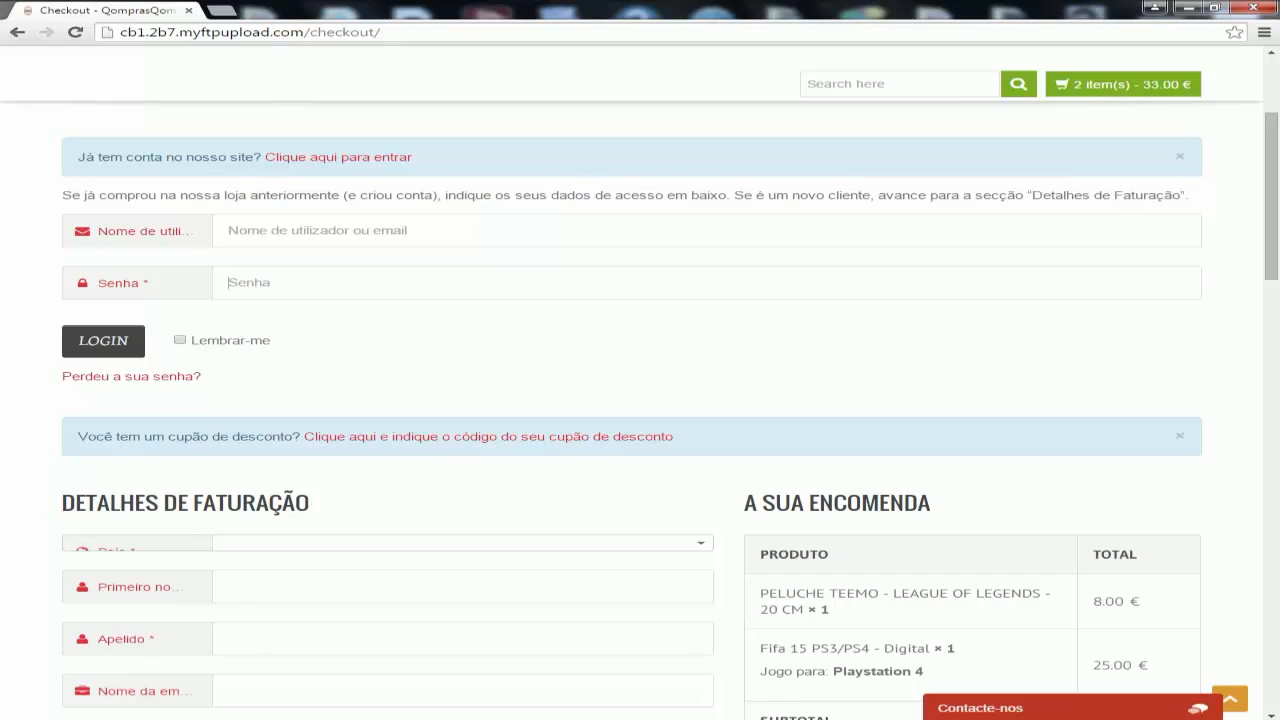 Checkout - QomprasQom
cb1.2b7.myftpupload.com/checkout/
Search here
2 item(s) - 33.00 €
Já tem conta no nosso site? Clique aqui para entrar
×
Se já comprou na nossa loja anteriormente (e criou conta), indique os seus dados de acesso em baixo. Se é um novo cliente, avance para a secção "Detalhes de Faturação".
Nome de utili...
Nome de utilizador ou email
Senha *
Senha
LOGIN
Lembrar-me
Perdeu a sua senha?
Você tem um cupão de desconto? Clique aqui e indique o código do seu cupão de desconto
×
DETALHES DE FATURAÇÃO
País *
Primeiro no...
Apelido *
Nome da em...
A SUA ENCOMENDA
PRODUTO
TOTAL
PELUCHE TEEMO - LEAGUE OF LEGENDS -
20 CM × 1
8.00 €
Fifa 15 PS3/PS4 - Digital × 1
Jogo para: Playstation 4
25.00 €
SUBTOTAL
Contacte-nos